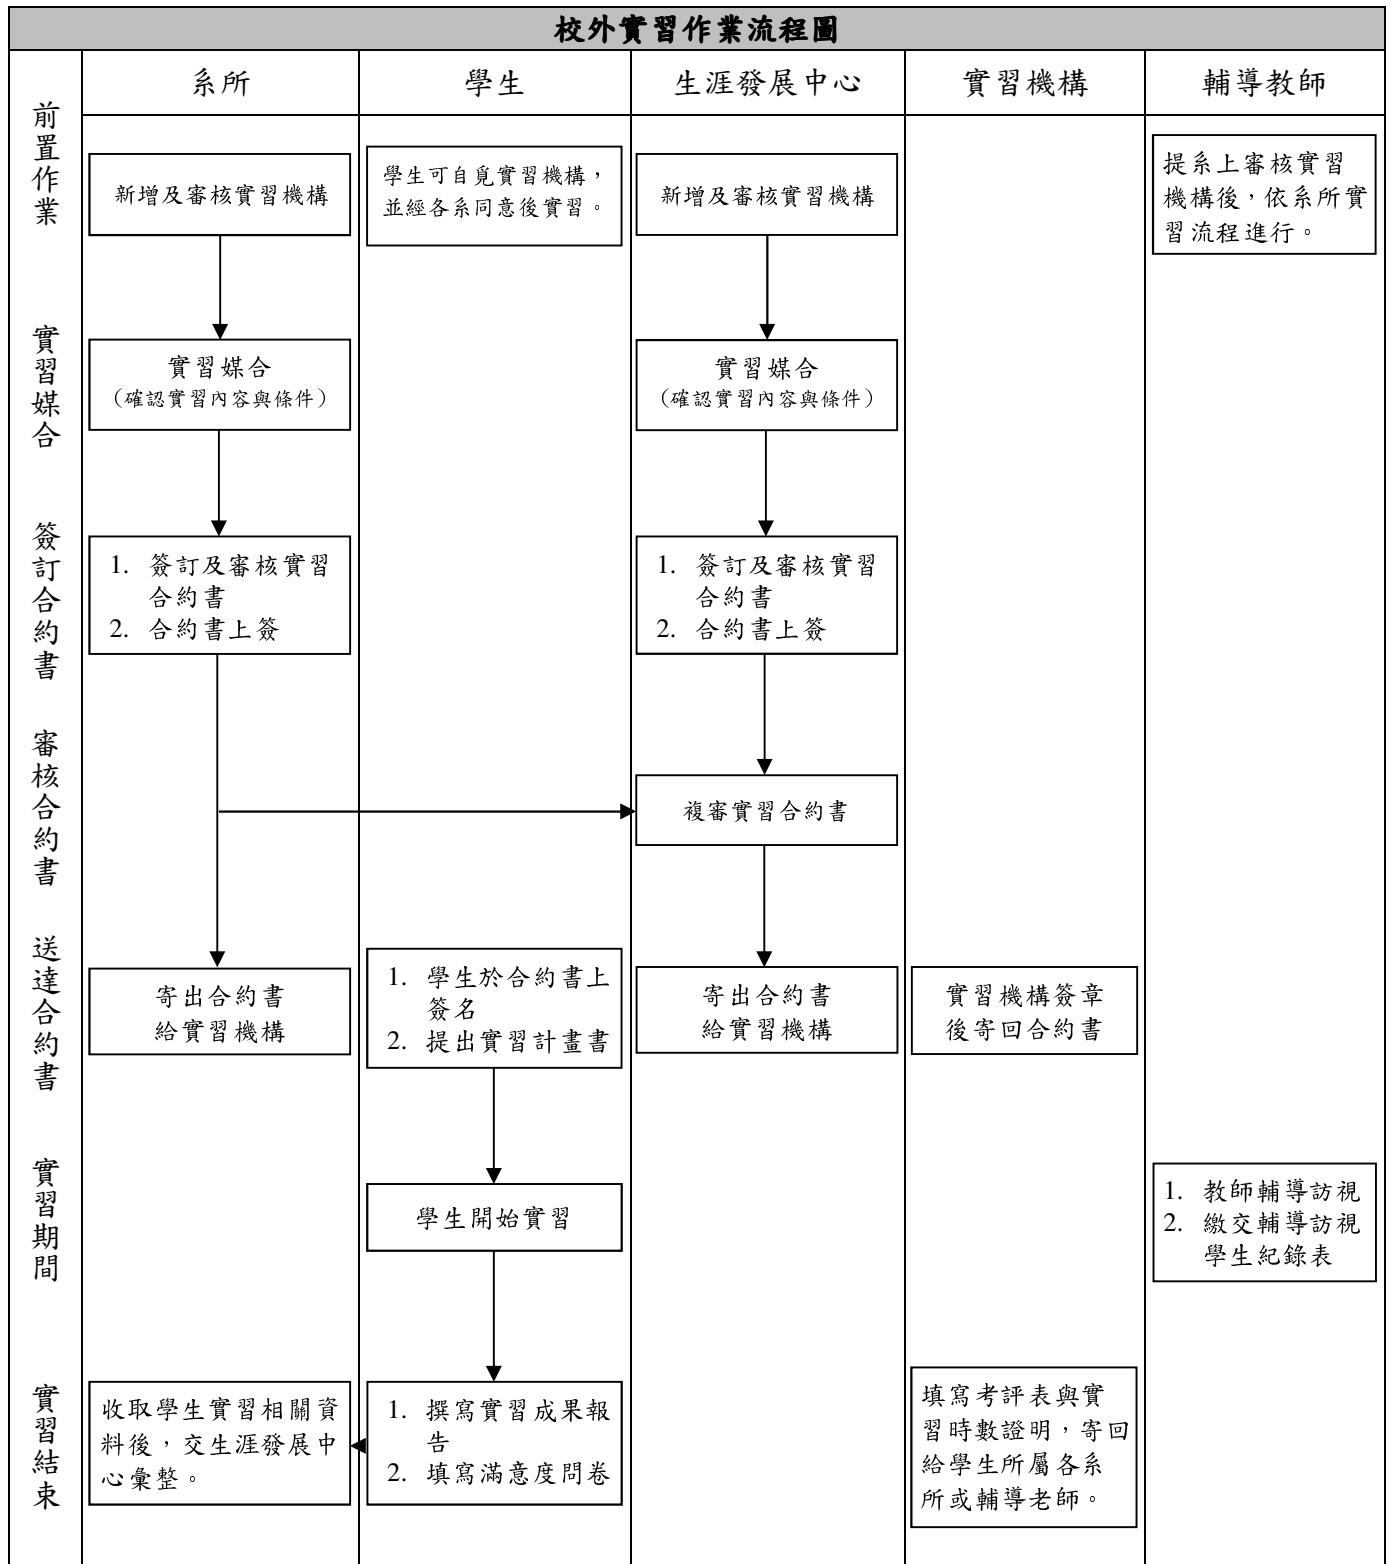 校外實習作業流程圖
系所
學生
生涯發展中心
實習機構
輔導教師
前置作業
新增及審核實習機構
學生可自覓實習機構，
並經各系同意後實習。
新增及審核實習機構
提系上審核實習
機構後，依系所實
習流程進行。
實習媒合
實習媒合
（確認實習內容與條件）
實習媒合
（確認實習內容與條件）
簽訂合約書
1. 簽訂及審核實習
合約書
2. 合約書上簽
1. 簽訂及審核實習
合約書
2. 合約書上簽
審核合約書
複審實習合約書
送達合約書
寄出合約書
給實習機構
1. 學生於合約書上
簽名
2. 提出實習計畫書
寄出合約書
給實習機構
實習機構簽章
後寄回合約書
實習期間
學生開始實習
1. 教師輔導訪視
2. 繳交輔導訪視
學生紀錄表
實習結束
收取學生實習相關資
料後，交生涯發展中
心彙整。
1. 撰寫實習成果報
告
2. 填寫滿意度問卷
填寫考評表與實
習時數證明，寄回
給學生所屬各系
所或輔導老師。